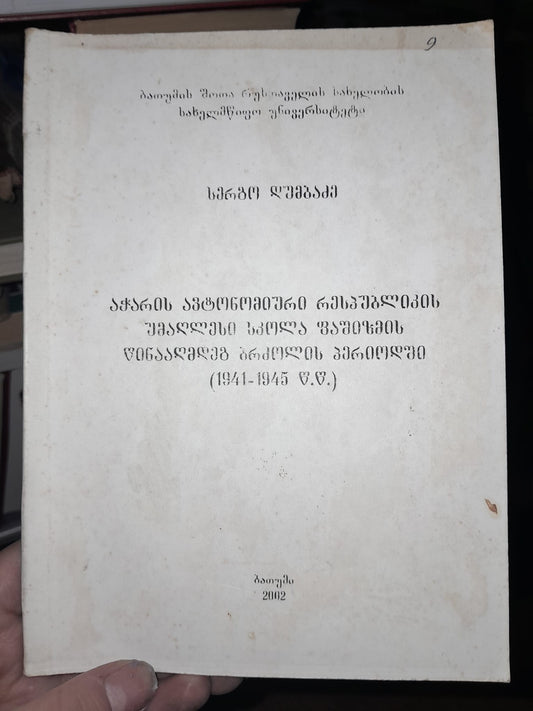 9
ბათუმის შოთა რუსთაველის სახელობის
სახელმწიფო უნივერსიტეტი
სერგო დუმბაძე
აჭარის ავტონომიური რესპუბლიკის
უმაღლესი სკოლა ფაშიზმის
წინააღმდეგ ბრძოლის პერიოდში
(1941-1945 წ.წ.)
ბათუმი
2002